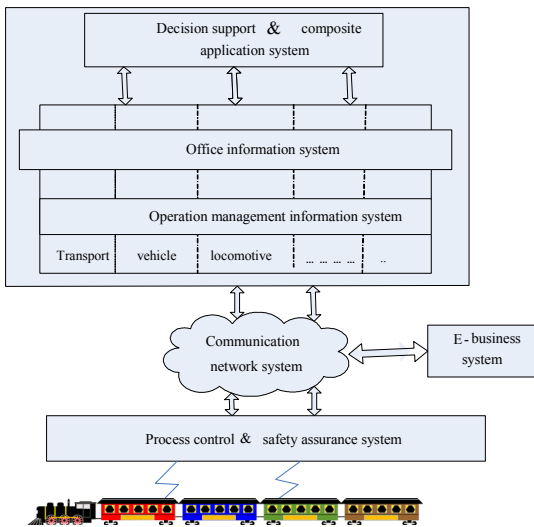 Decision support & composite
application system
Office information system
Operation management information system
Transport vehicle locomotive ... ... ... ... ..
Communication
network system
E-business
system
Process control & safety assurance system